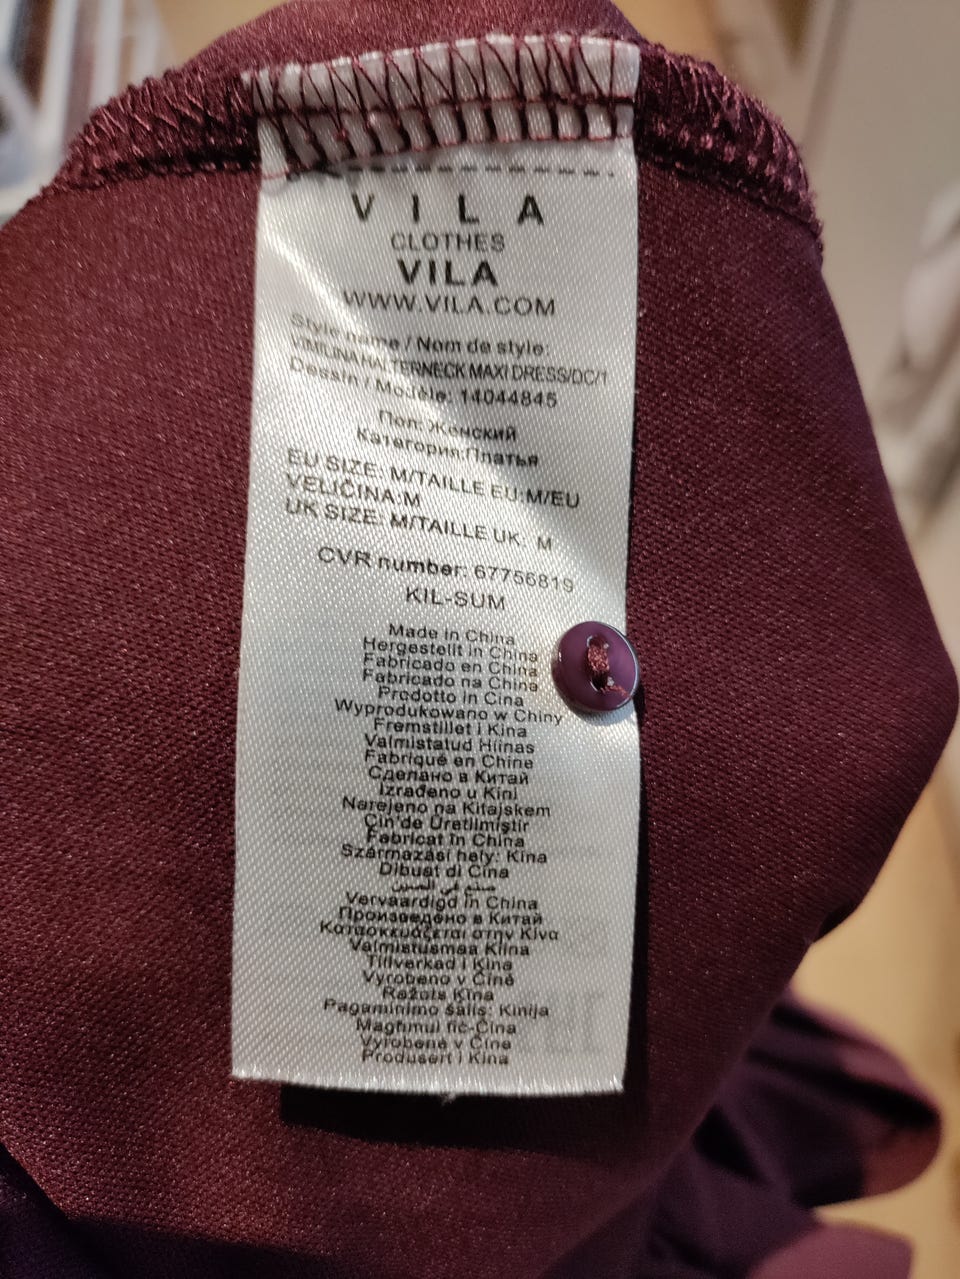 VILA
CLOTHES
VILA
WWW.VILA.COM
Style name / Nom de style:
VIMILINA HALTERNECK MAXI DRESS/DC/1
Dessin / Modéle: 14044845
Пол: Женский
Категория:Платья
EU SIZE: M/TAILLE EU:M/EU
VELIČINA:M
UK SIZE: M/TAILLE UK: M
CVR number: 67756819
KIL-SUM
Made in China
Hergestellt in China
Fabricado en China
Fabricado na China
Prodotto in Cina
Wyprodukowano w Chiny
Fremstillet i Kina
Valmistatud Hiinas
Fabriqué en Chine
Сделано в Китай
Izrađeno u Kini
Narejeno na Kitajskem
Çin'de Üretilmiştir
Fabricat în China
Származási hely: Kína
Dibuat di Cina
صنع في الصين
Vervaardigd in China
Произведено в Китай
Κατασκευάζεται στην Κίνα
Valmistusmaa Kiina
Tillverkad i Kina
Vyrobeno v Číně
Ražots Ķīna
Pagaminimo šalis: Kinija
Magħmul fiċ-Ċina
Vyrobené v Číne
Produsert i Kina